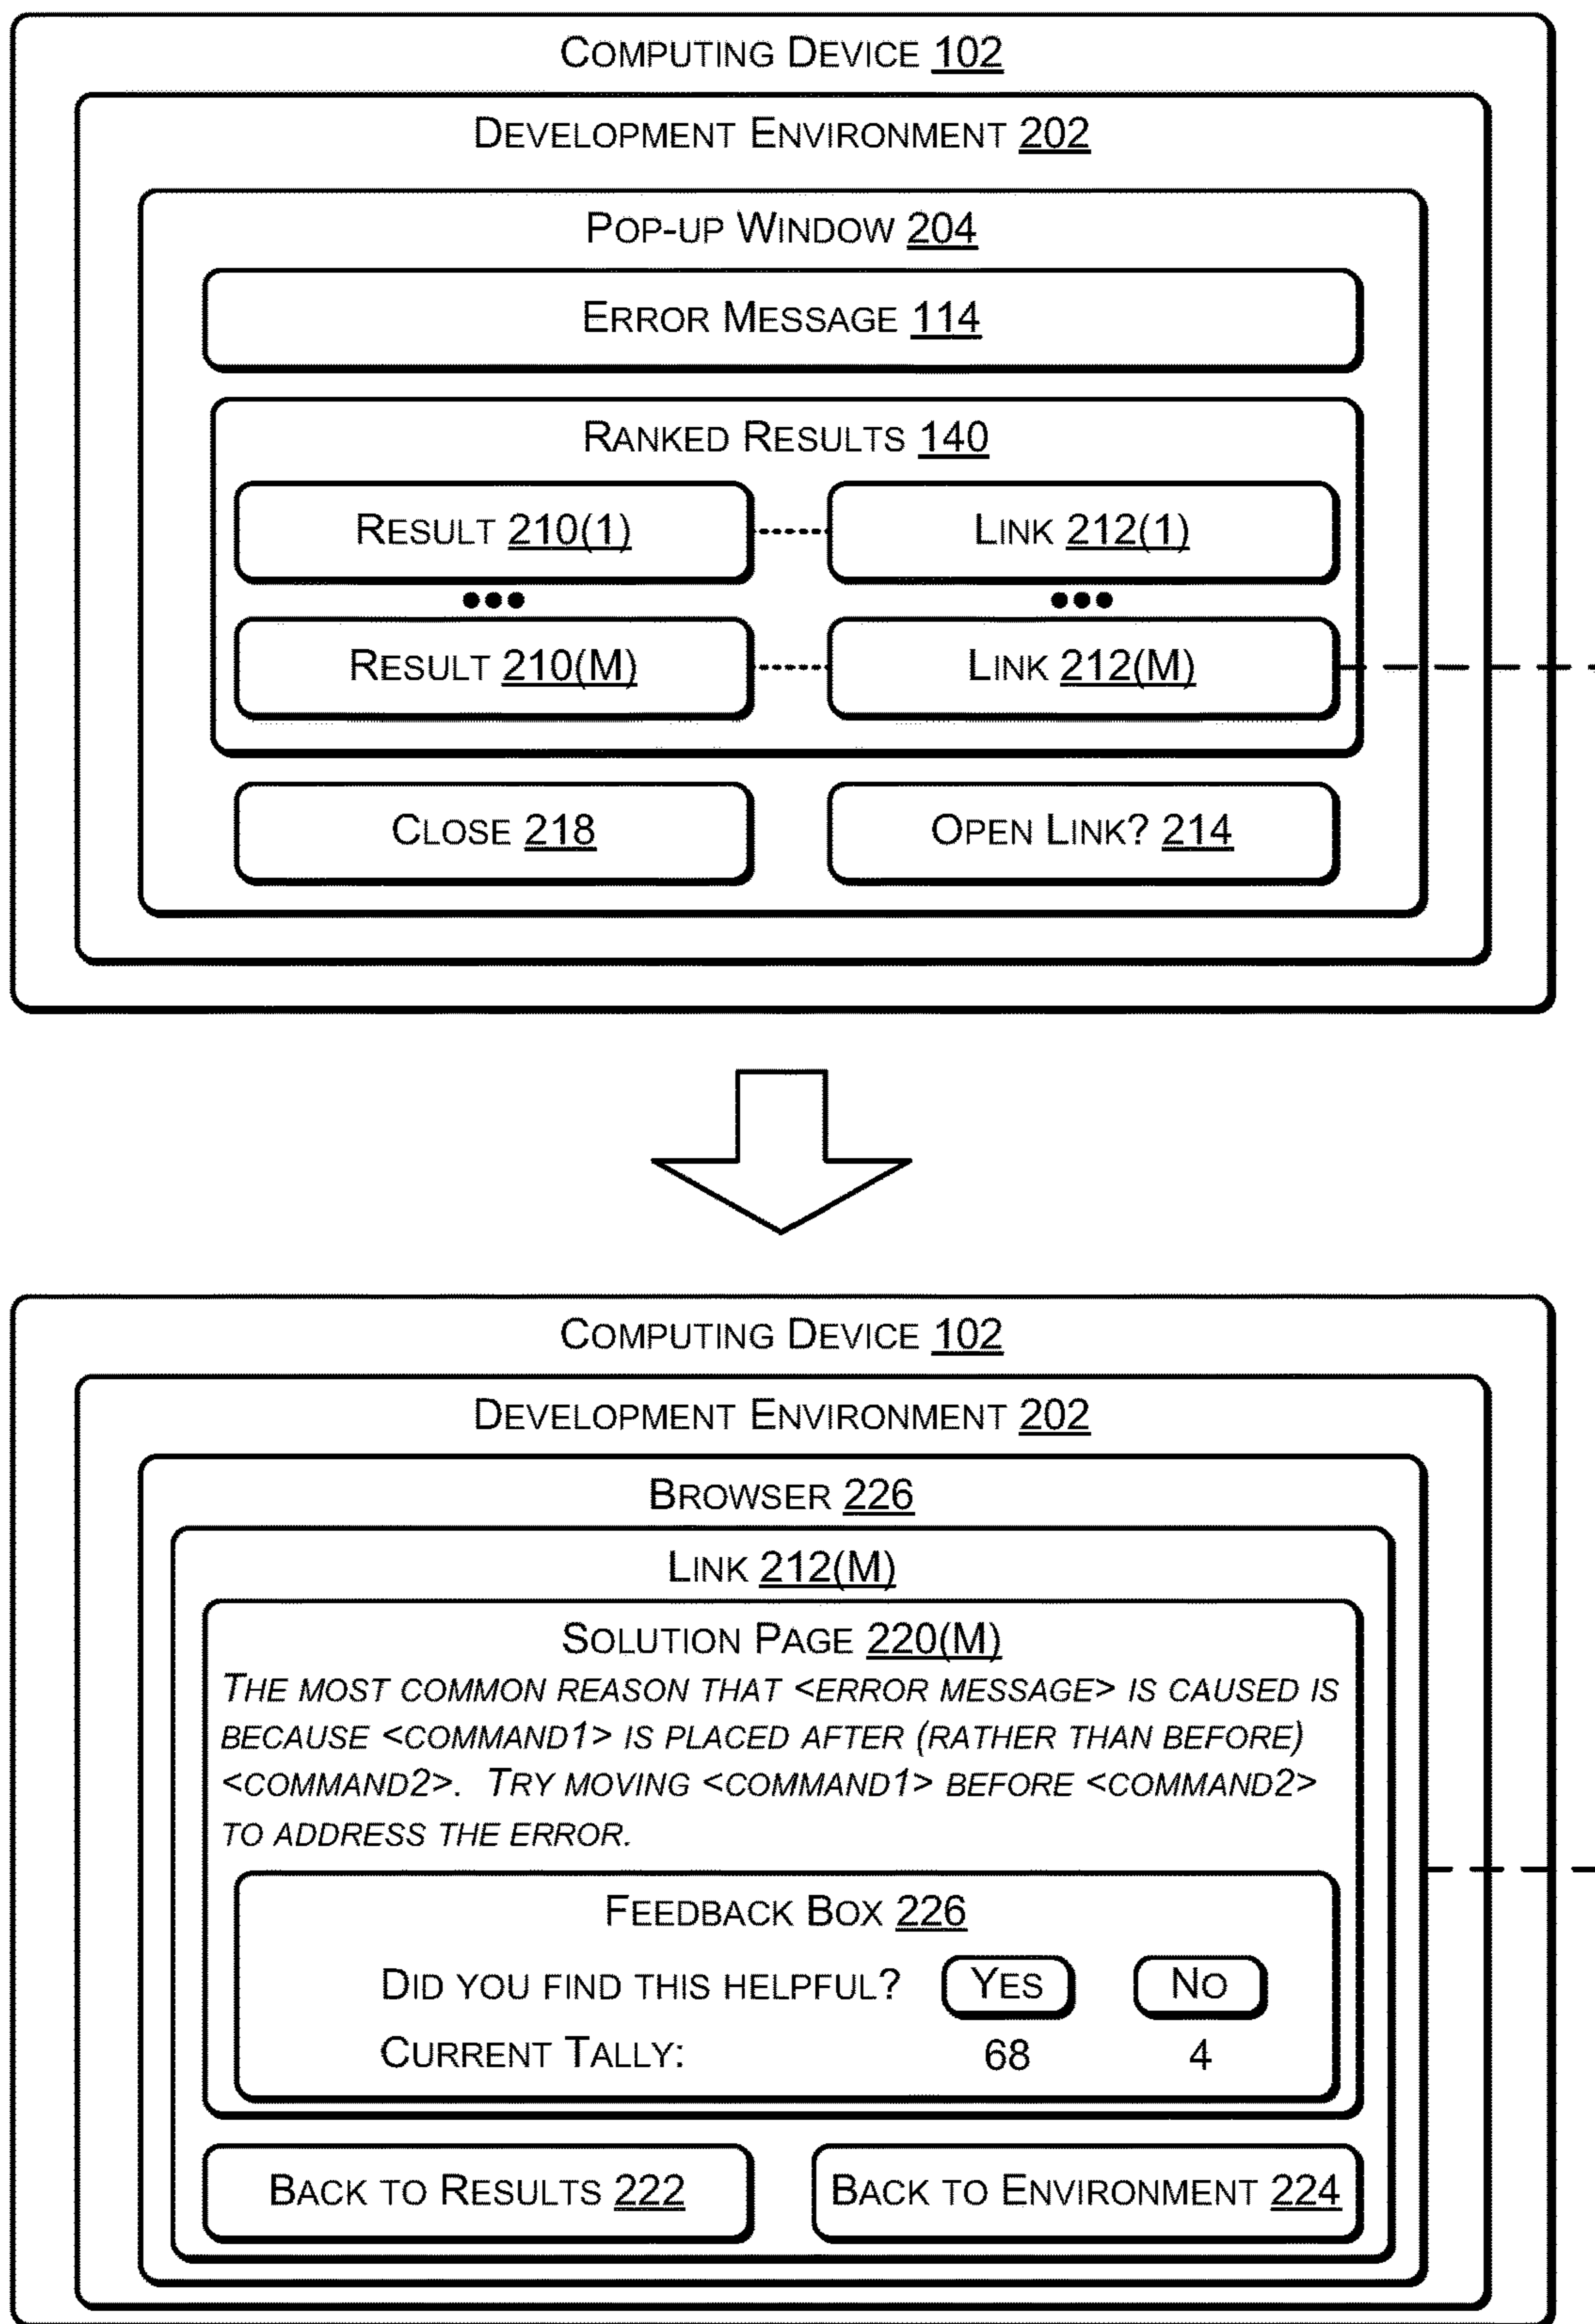 COMPUTING DEVICE 102
DEVELOPMENT ENVIRONMENT 202
POP-UP WINDOW 204
ERROR MESSAGE 114
RANKED RESULTS 140
RESULT 210(1) LINK 212(1)
••• •••
RESULT 210(M) LINK 212(M)
CLOSE 218 OPEN LINK? 214
COMPUTING DEVICE 102
DEVELOPMENT ENVIRONMENT 202
BROWSER 226
LINK 212(M)
SOLUTION PAGE 220(M)
THE MOST COMMON REASON THAT <ERROR MESSAGE> IS CAUSED IS
BECAUSE <COMMAND1> IS PLACED AFTER (RATHER THAN BEFORE)
<COMMAND2>. TRY MOVING <COMMAND1> BEFORE <COMMAND2>
TO ADDRESS THE ERROR.
FEEDBACK BOX 226
DID YOU FIND THIS HELPFUL? YES NO
CURRENT TALLY: 68 4
BACK TO RESULTS 222 BACK TO ENVIRONMENT 224